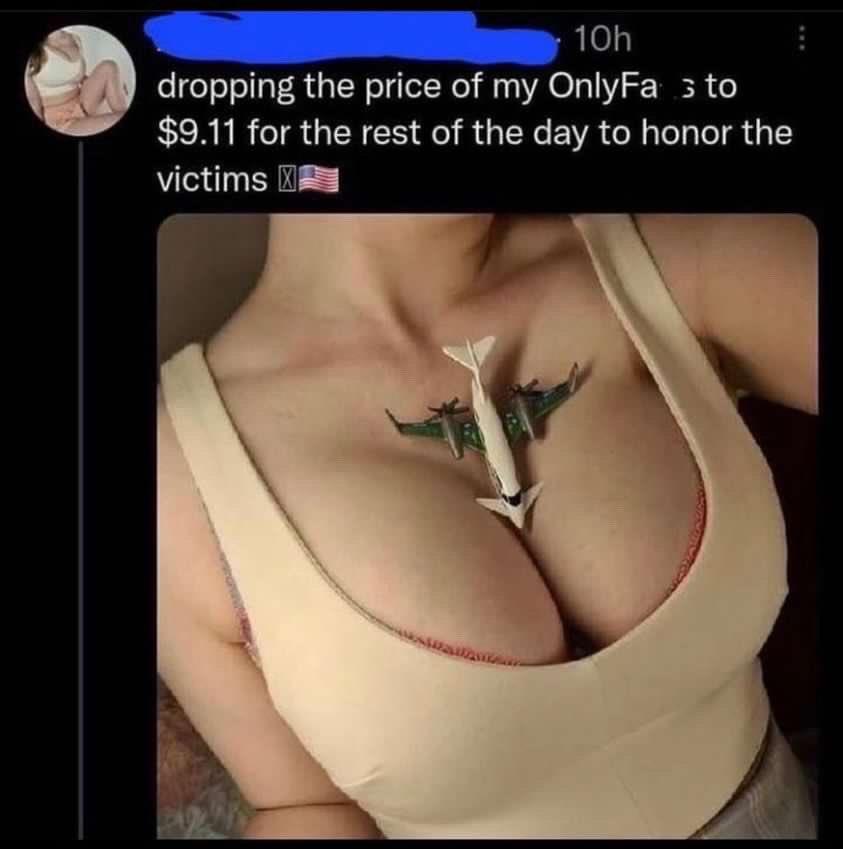 10h
dropping the price of my OnlyFa s to
$9.11 for the rest of the day to honor the
victims 🇺🇸